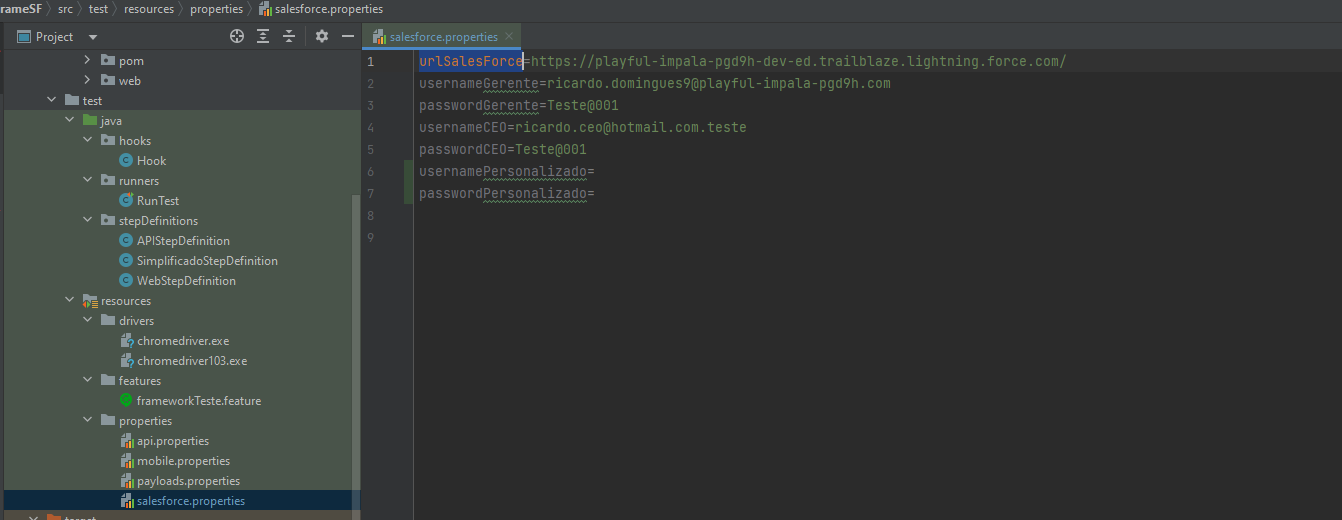 rameSF 〉 src 〉 test 〉 resources 〉 properties 〉 salesforce.properties
Project
salesforce.properties
pom
web
test
java
hooks
Hook
runners
RunTest
stepDefinitions
APIStepDefinition
SimplificadoStepDefinition
WebStepDefinition
resources
drivers
chromedriver.exe
chromedriver103.exe
features
frameworkTeste.feature
properties
api.properties
mobile.properties
payloads.properties
salesforce.properties
1 urlSalesForce=https://playful-impala-pgd9h-dev-ed.trailblaze.lightning.force.com/
2 usernameGerente=ricardo.domingues9@playful-impala-pgd9h.com
3 passwordGerente=Teste@001
4 usernameCEO=ricardo.ceo@hotmail.com.teste
5 passwordCEO=Teste@001
6 usernamePersonalizado=
7 passwordPersonalizado=
8
9